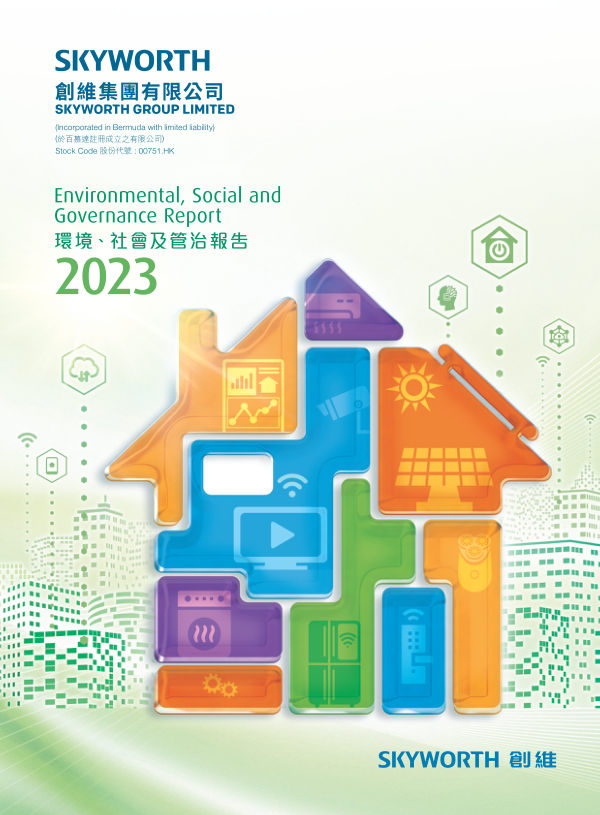 SKYWORTH
創維集團有限公司
SKYWORTH GROUP LIMITED
(Incorporated in Bermuda with limited liability)
(於百慕達註冊成立之有限公司)
Stock Code 股份代號 : 00751.HK
Environmental, Social and
Governance Report
環境、社會及管治報告
2023
SKYWORTH 創維